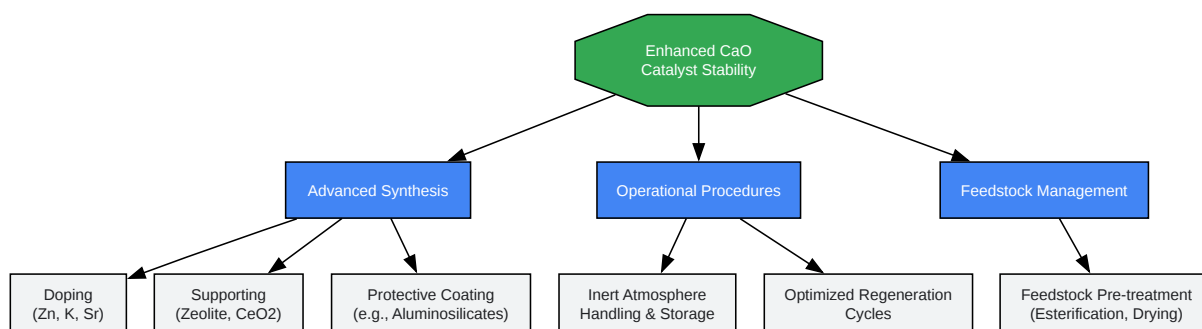 Enhanced CaO
Catalyst Stability
Advanced Synthesis
Operational Procedures
Feedstock Management
Doping
(Zn, K, Sr)
Supporting
(Zeolite, CeO2)
Protective Coating
(e.g., Aluminosilicates)
Inert Atmosphere
Handling & Storage
Optimized Regeneration
Cycles
Feedstock Pre-treatment
(Esterification, Drying)